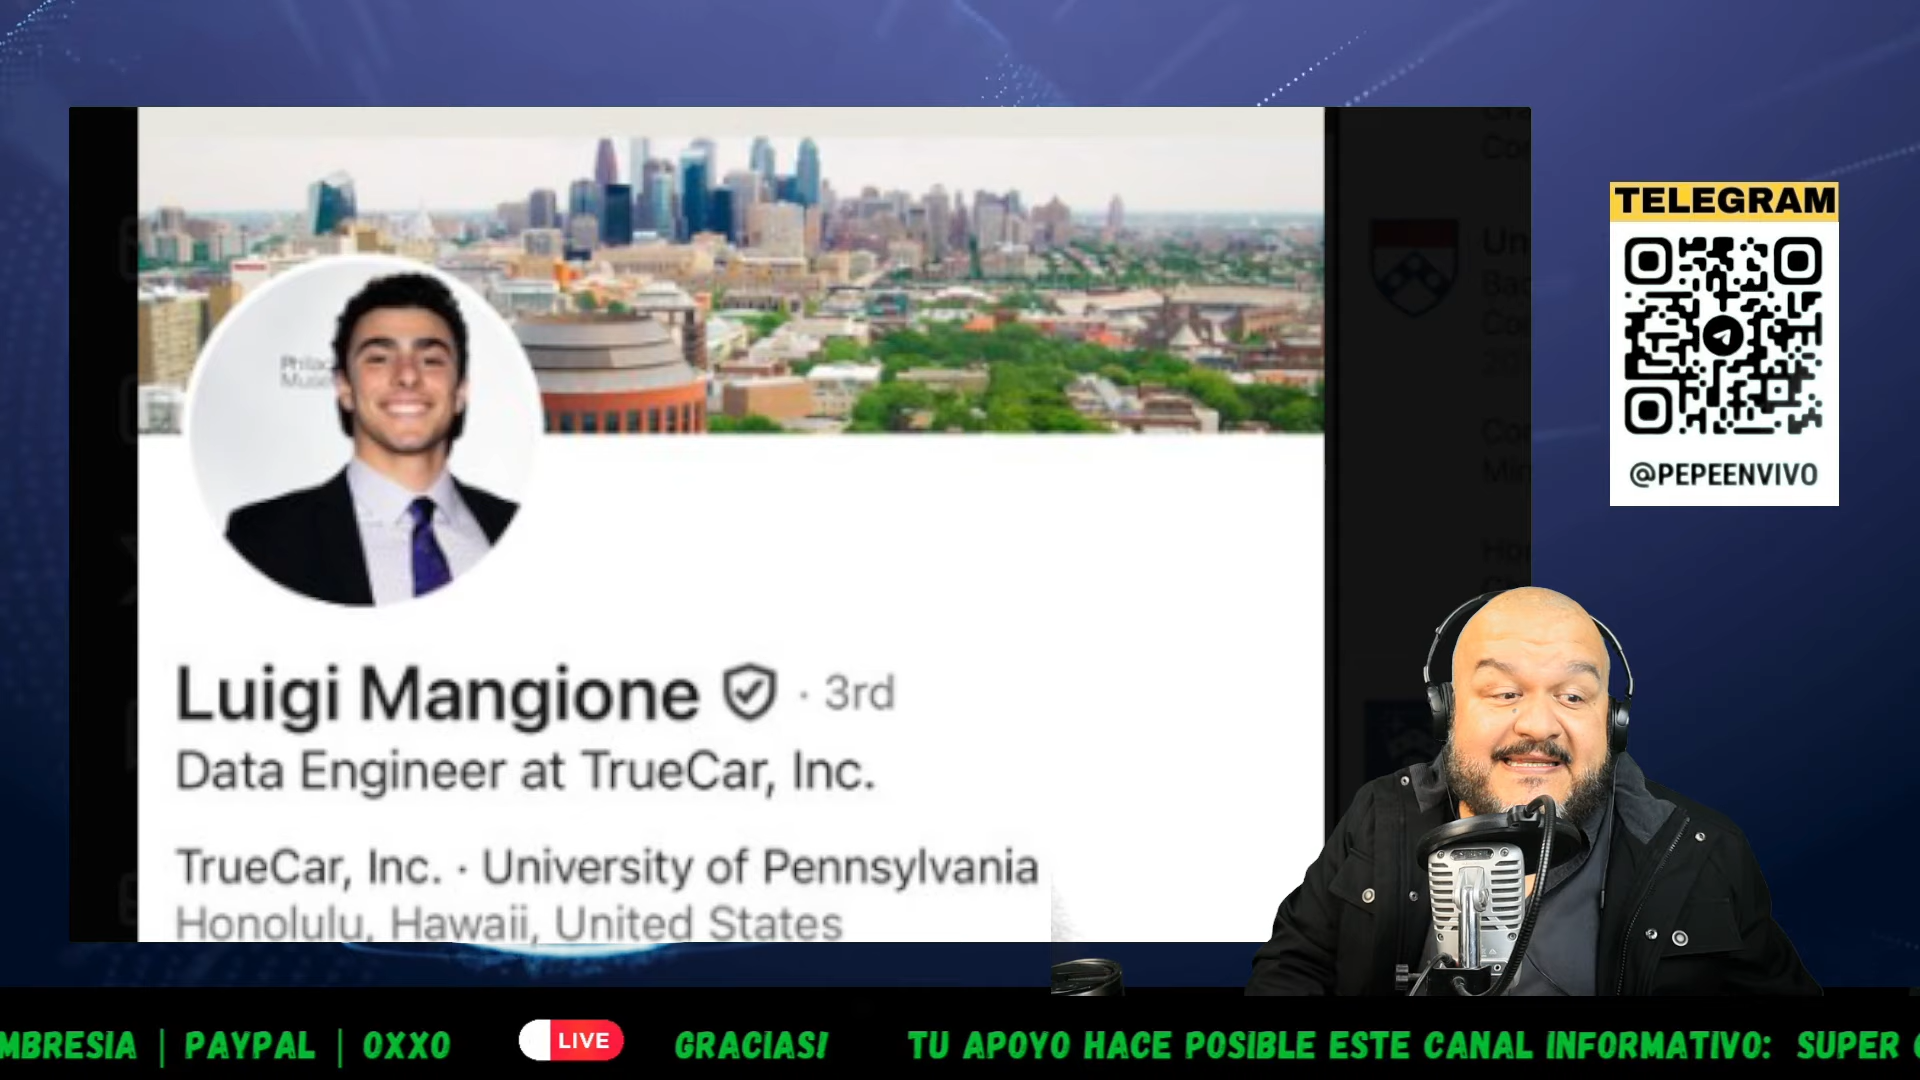 TELEGRAM
@PEPEENVIVO
Luigi Mangione · 3rd
Data Engineer at TrueCar, Inc.
TrueCar, Inc. · University of Pennsylvania
Honolulu, Hawaii, United States
PAYPAL | OXXO LIVE GRACIAS! TU APOYO HACE POSIBLE ESTE CANAL INFORMATIVO: SUPER